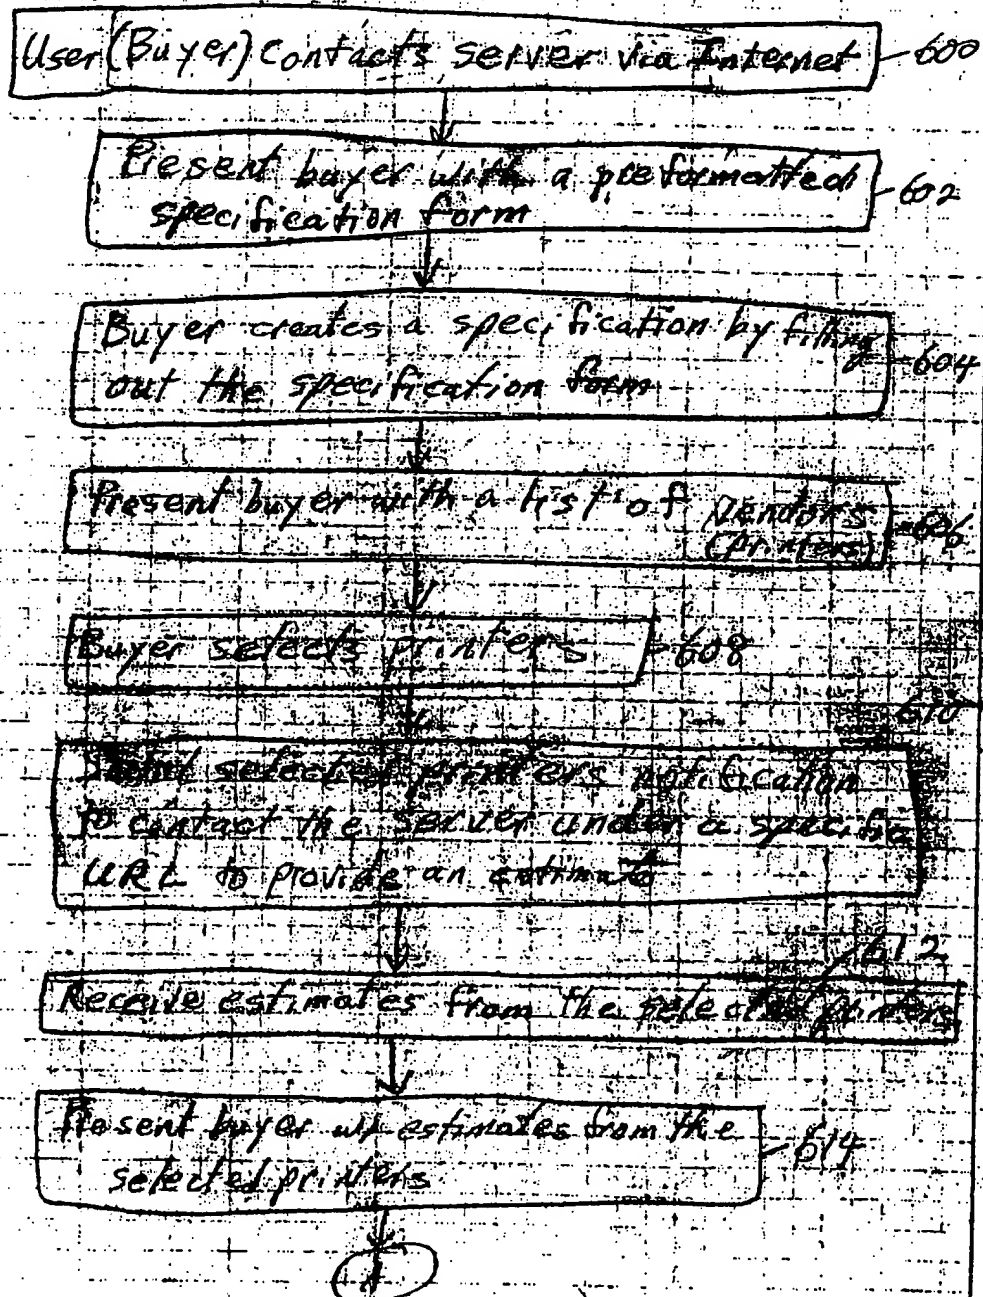 User (Buyer) Contacts server via Internet 600
Present buyer with a preformatted 602
specification form
Buyer creates a specification by filling 604
out the specification form
Present buyer with a list of vendors 606
(printers)
Buyer selects printers 608
610
selected printers notification
to contact the server under a specific
URL to provide an estimate
612
Receive estimates from the selected printers
Present buyer w/ estimates from the 614
selected printers